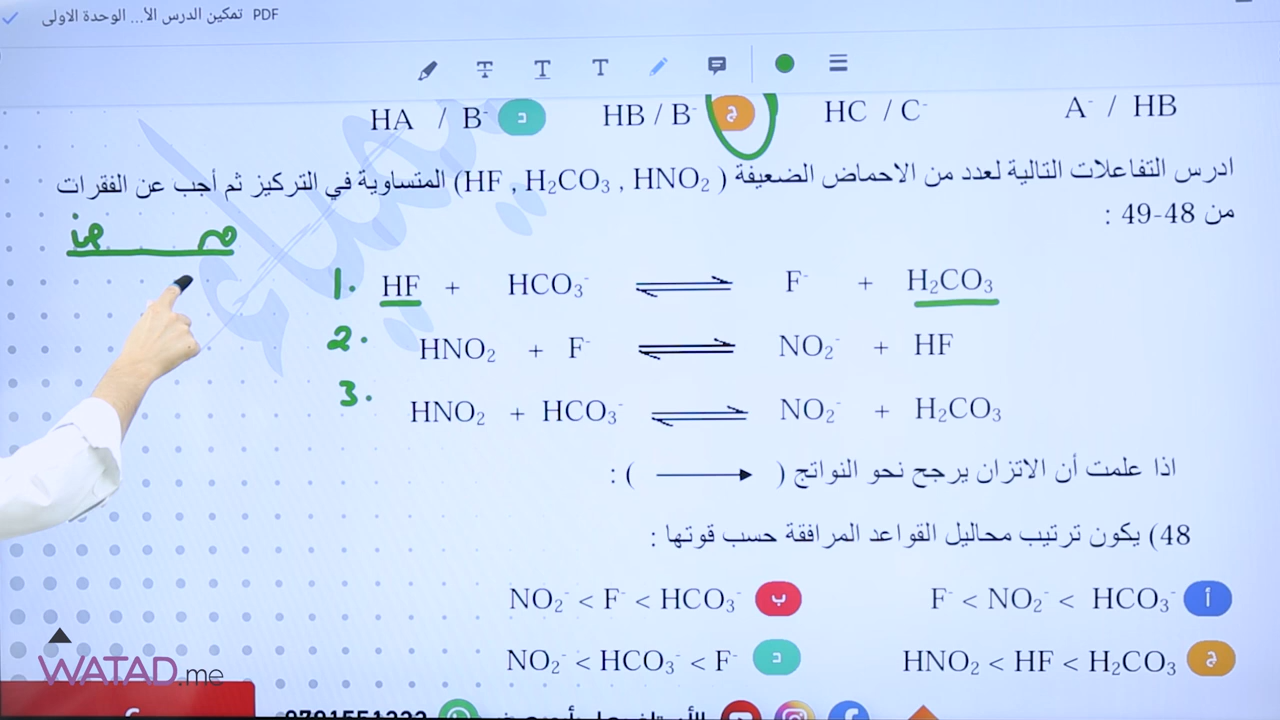 تمكين الدرس الأ... الوحدة الاولى PDF
A⁻ / HB HC / C⁻ ج HB / B⁻ د HA / B⁻
ادرس التفاعلات التالية لعدد من الاحماض الضعيفة ( HF , H₂CO₃ , HNO₂) المتساوية في التركيز ثم أجب عن الفقرات
من 48-49 :
1. HF + HCO₃⁻ ⇌ F⁻ + H₂CO₃
2. HNO₂ + F⁻ ⇌ NO₂⁻ + HF
3. HNO₂ + HCO₃⁻ ⇌ NO₂⁻ + H₂CO₃
اذا علمت أن الاتزان يرجح نحو النواتج ( → ) :
48) يكون ترتيب محاليل القواعد المرافقة حسب قوتها :
أ F⁻ < NO₂⁻ < HCO₃⁻
ب NO₂⁻ < F⁻ < HCO₃⁻
ج HNO₂ < HF < H₂CO₃
د NO₂⁻ < HCO₃⁻ < F⁻
WATAD.me